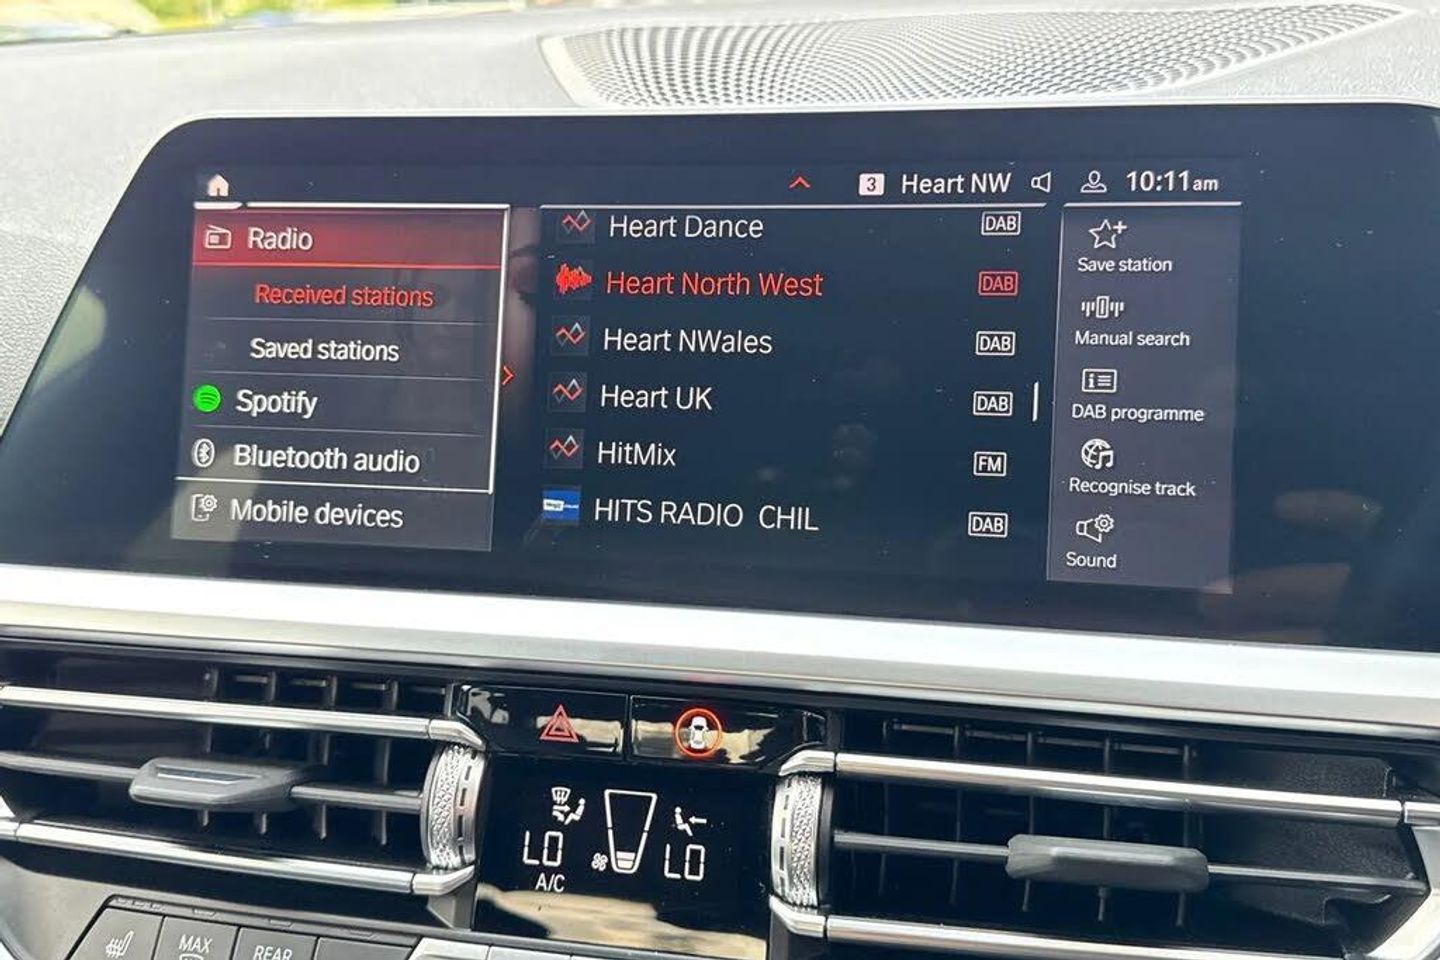 3 Heart NW 10:11am
Radio
Received stations
Saved stations
Spotify
Bluetooth audio
Mobile devices
Heart Dance DAB
Heart North West DAB
Heart NWales DAB
Heart UK DAB
HitMix FM
HITS RADIO CHIL DAB
Save station
Manual search
DAB programme
Recognise track
Sound
LO LO
A/C
MAX
REAR